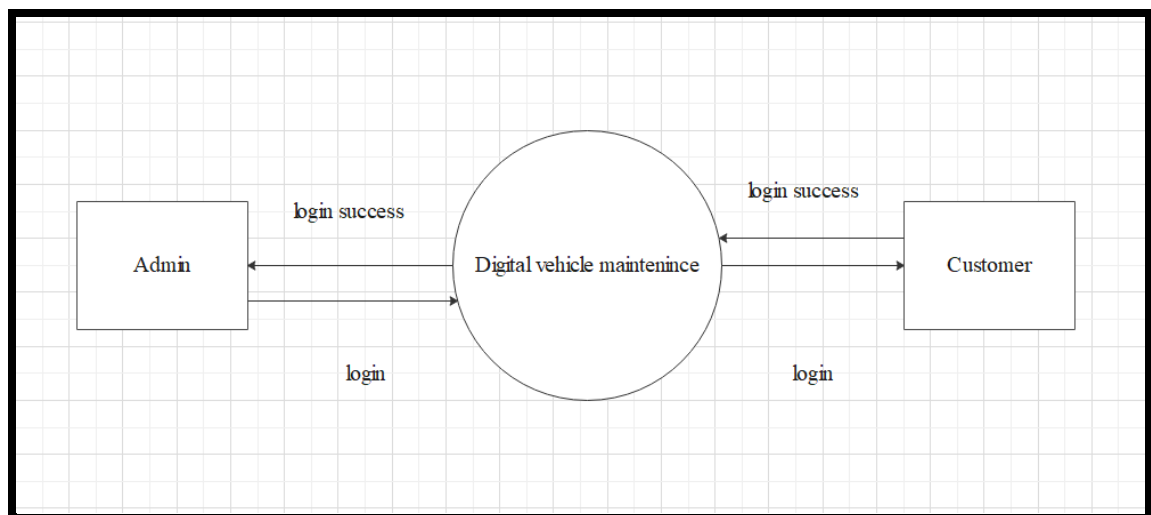 login success
login success
Admin
Digital vehicle maintenince
Customer
login
login